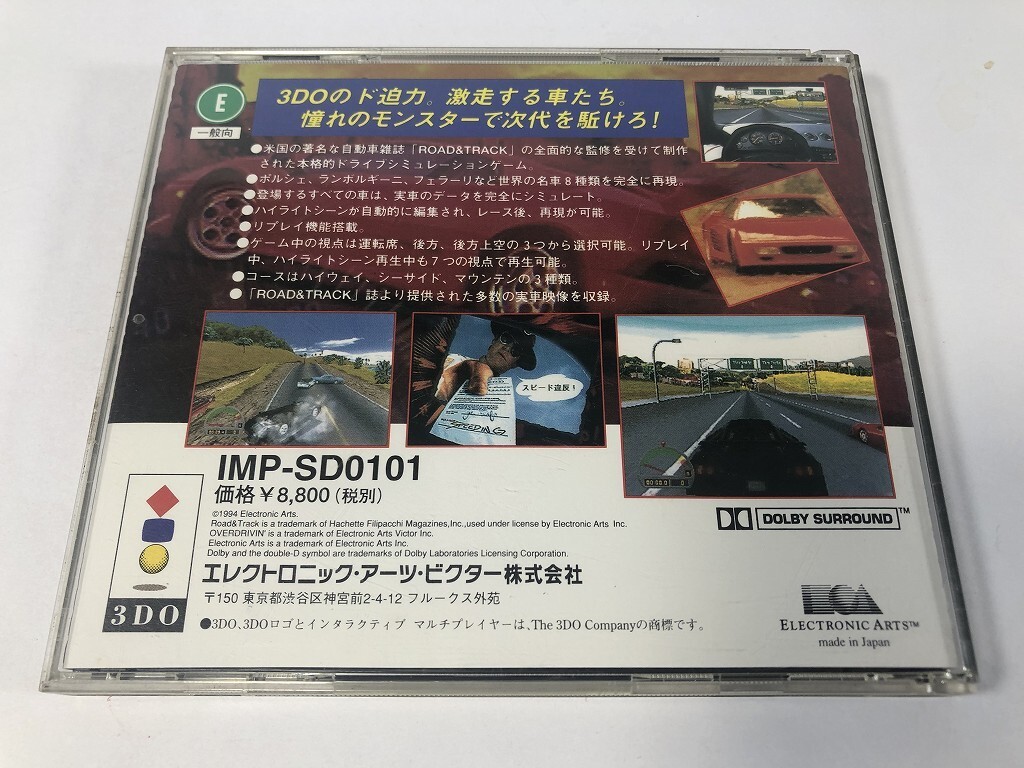 E
一般向
3DOのド迫力。激走する車たち。
憧れのモンスターで次代を駈けろ!
●米国の著名な自動車雑誌「ROAD&TRACK」の全面的な監修を受けて制作
された本格的ドライブシミュレーションゲーム。
●ポルシェ、ランボルギーニ、フェラーリなど世界の名車8種類を完全に再現。
●登場するすべての車は、実車のデータを完全にシミュレート。
●ハイライトシーンが自動的に編集され、レース後、再現が可能。
●リプレイ機能搭載。
●ゲーム中の視点は運転席、後方、後方上空の3つから選択可能。リプレイ
中、ハイライトシーン再生中も7つの視点で再生可能。
●コースはハイウェイ、シーサイド、マウンテンの3種類。
●「ROAD&TRACK」誌より提供された多数の実車映像を収録。
スピード違反!
SPEEDING
IMP-SD0101
価格¥8,800(税別)
©1994 Electronic Arts.
Road&Track is a trademark of Hachette Filipacchi Magazines,Inc.,used under license by Electronic Arts Inc.
OVERDRIVIN' is a trademark of Electronic Arts Victor Inc.
Electronic Arts is a trademark of Electronic Arts Inc.
Dolby and the double-D symbol are trademarks of Dolby Laboratories Licensing Corporation.
DOLBY SURROUND™
エレクトロニック・アーツ・ビクター株式会社
〒150 東京都渋谷区神宮前2-4-12 フルークス外苑
●3DO、3DOロゴとインタラクティブ マルチプレイヤーは、The 3DO Companyの商標です。
3DO
ELECTRONIC ARTS™
made in Japan